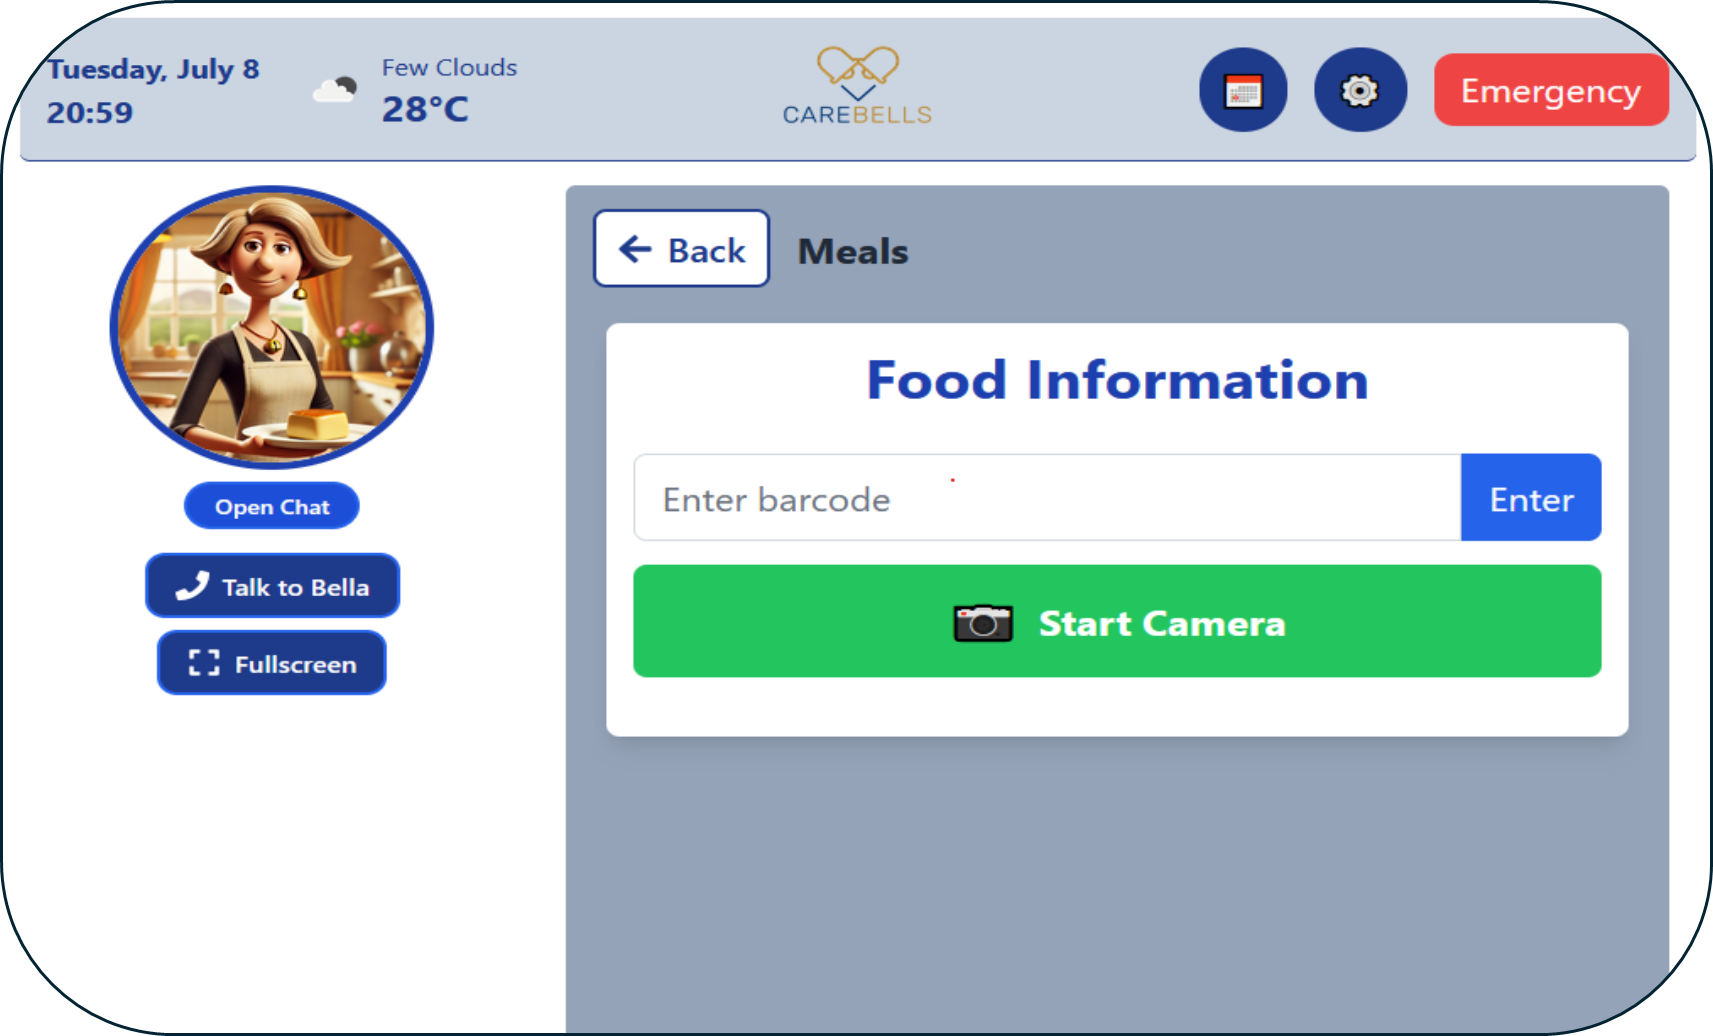 Tuesday, July 8
20:59
Few Clouds
28°C
CAREBELLS
Emergency
Open Chat
Talk to Bella
Fullscreen
Back
Meals
Food Information
Enter barcode
Enter
Start Camera